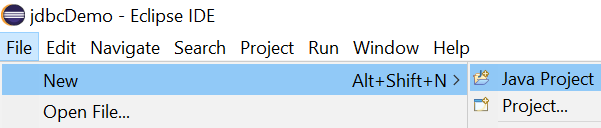 jdbcDemo - Eclipse IDE
File Edit Navigate Search Project Run Window Help
New Alt+Shift+N > Java Project
Open File... Project...